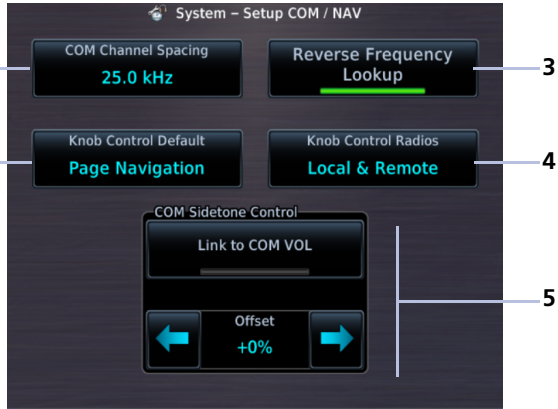 System – Setup COM / NAV
COM Channel Spacing
25.0 kHz
Reverse Frequency
Lookup
3
Knob Control Default
Page Navigation
Knob Control Radios
Local & Remote
4
COM Sidetone Control
Link to COM VOL
Offset
+0%
5